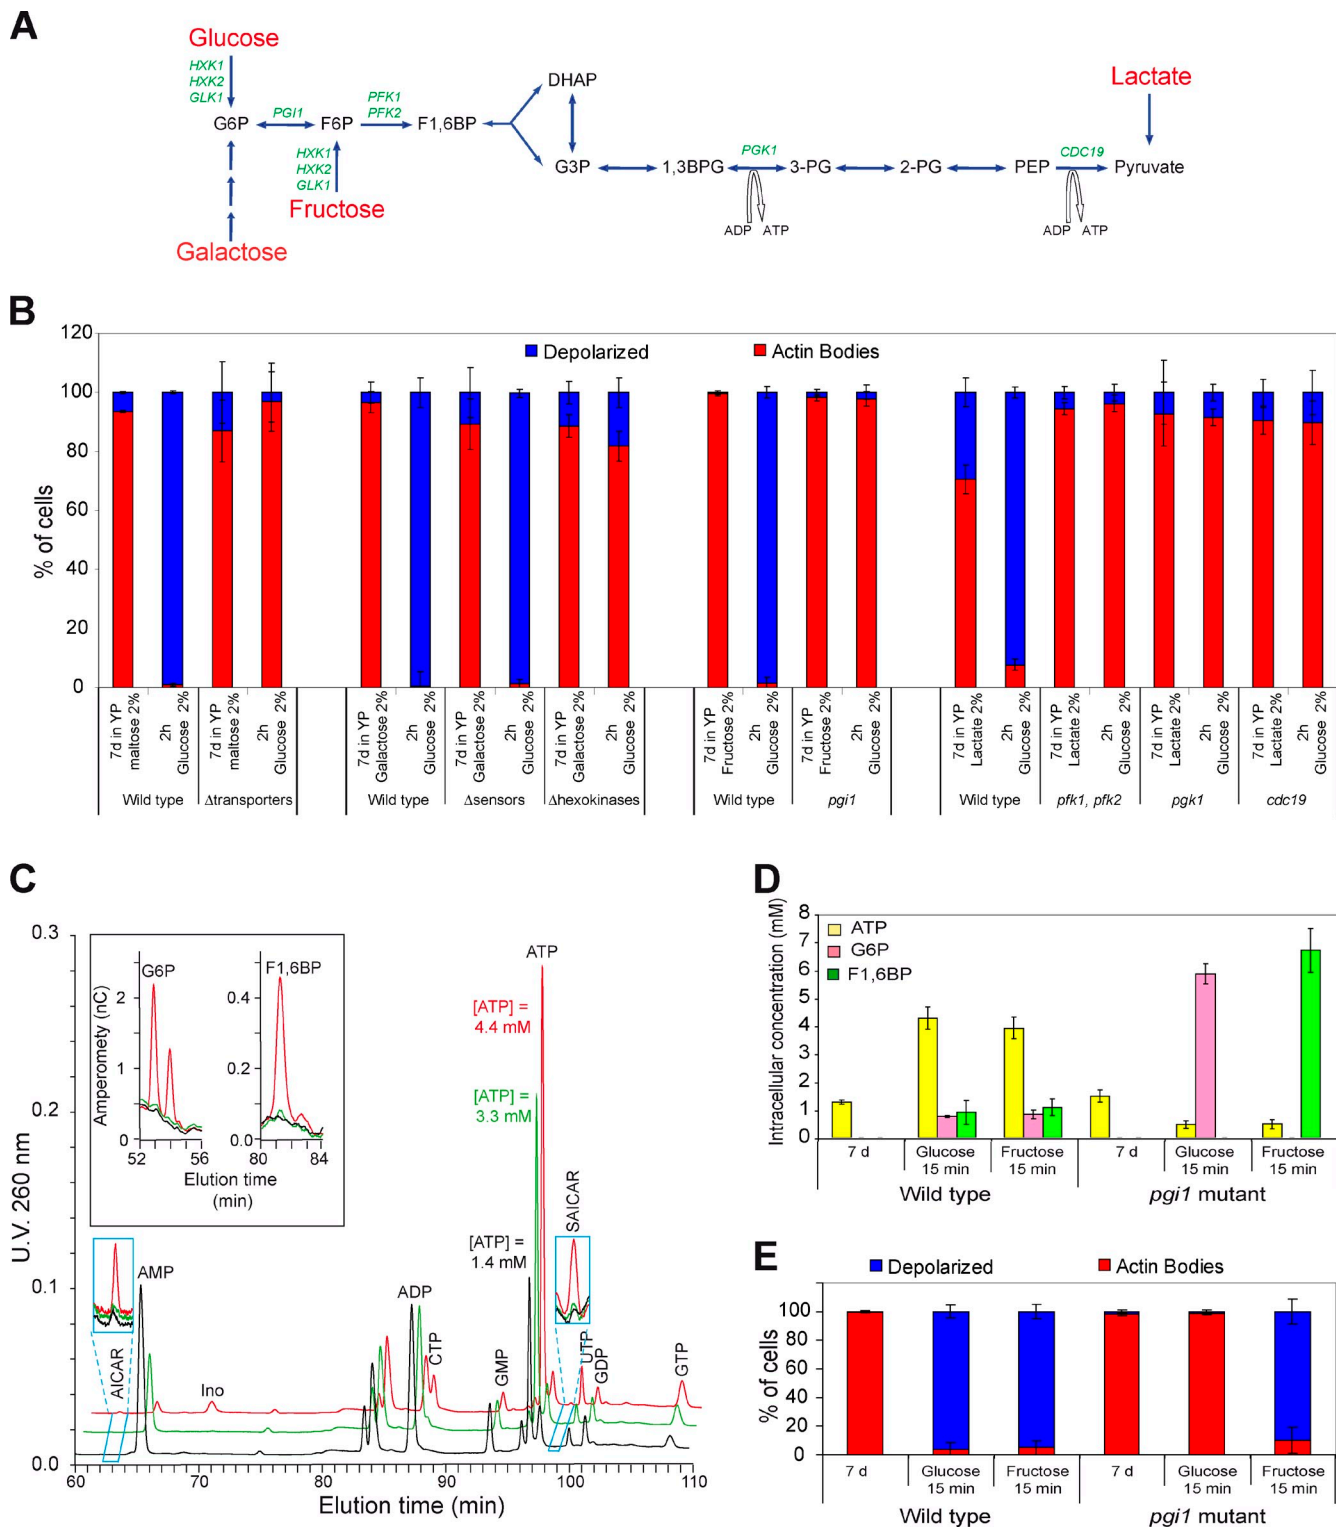 A
Glucose
HXK1
HXK2
GLK1
G6P
PGI1
F6P
PFK1
PFK2
F1,6BP
DHAP
G3P
1,3BPG
PGK1
3-PG
2-PG
PEP
CDC19
Pyruvate
Lactate
HXK1
HXK2
GLK1
Fructose
Galactose
ADP ATP
ADP ATP
B
120
100
80
60
40
20
0
% of cells
Depolarized
Actin Bodies
7d in YP
maltose 2%
2h
Glucose 2%
7d in YP
maltose 2%
2h
Glucose 2%
7d in YP
Galactose 2%
2h
Glucose 2%
7d in YP
Galactose 2%
2h
Glucose 2%
7d in YP
Galactose 2%
2h
Glucose 2%
7d in YP
Fructose 2%
2h
Glucose 2%
7d in YP
Fructose 2%
2h
Glucose 2%
7d in YP
Lactate 2%
2h
Glucose 2%
7d in YP
Lactate 2%
2h
Glucose 2%
7d in YP
Lactate 2%
2h
Glucose 2%
7d in YP
Lactate 2%
2h
Glucose 2%
Wild type
Δtransporters
Wild type
Δsensors
Δhexokinases
Wild type
pgi1
Wild type
pfk1, pfk2
pgk1
cdc19
C
0.3
0.2
0.1
0.0
U.V. 260 nm
G6P
F1,6BP
Amperomety (nC)
2
1
0
0.4
0.2
0.0
52 56 80 84
Elution time
(min)
ATP
[ATP] =
4.4 mM
[ATP] =
3.3 mM
[ATP] =
1.4 mM
SAICAR
AICAR
AMP
Ino
ADP
CTP
GMP
UTP
GDP
GTP
60 70 80 90 100 110
Elution time (min)
D
8
7
6
5
4
3
2
1
0
Intracellular concentration (mM)
ATP
G6P
F1,6BP
7 d
Glucose
15 min
Fructose
15 min
7 d
Glucose
15 min
Fructose
15 min
Wild type
pgi1 mutant
E
Depolarized
Actin Bodies
100
80
60
40
20
0
% of cells
7 d
Glucose
15 min
Fructose
15 min
7 d
Glucose
15 min
Fructose
15 min
Wild type
pgi1 mutant